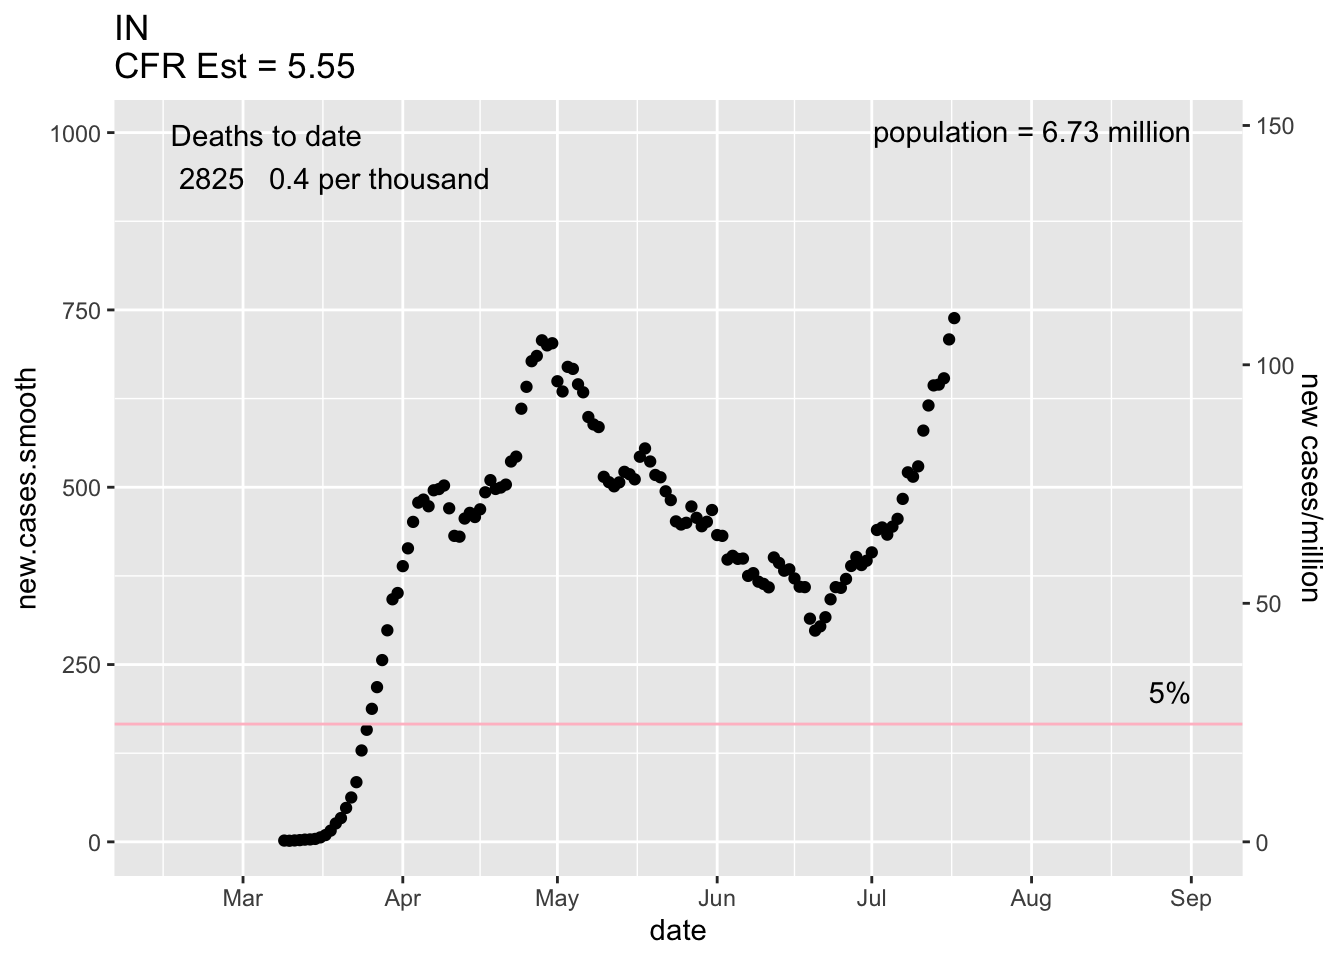 IN
CFR Est = 5.55
Deaths to date
2825 0.4 per thousand
population = 6.73 million
1000
750
500
250
0
new.cases.smooth
150
100
50
0
new cases/million
5%
Mar Apr May Jun Jul Aug Sep
date